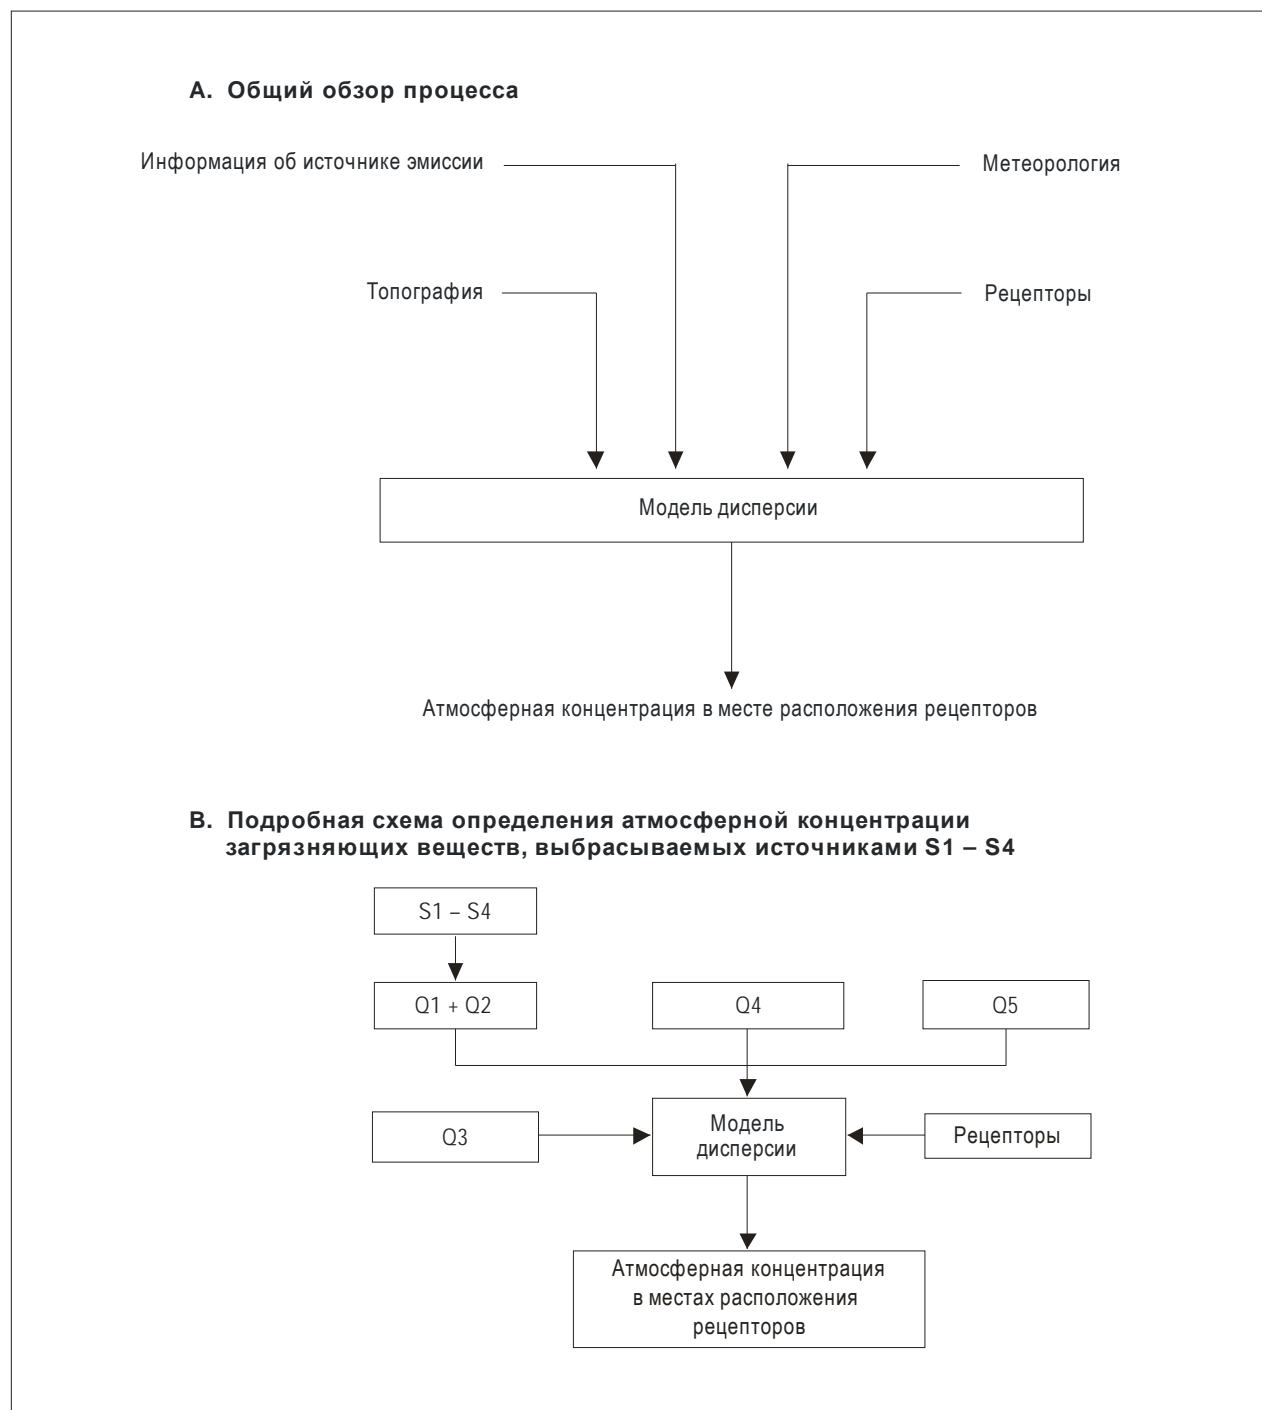 A. Общий обзор процесса
Информация об источнике эмиссии
Метеорология
Топография
Рецепторы
Модель дисперсии
Атмосферная концентрация в месте расположения рецепторов
B. Подробная схема определения атмосферной концентрации
загрязняющих веществ, выбрасываемых источниками S1 – S4
S1 – S4
Q1 + Q2
Q4
Q5
Q3
Модель
дисперсии
Рецепторы
Атмосферная концентрация
в местах расположения
рецепторов